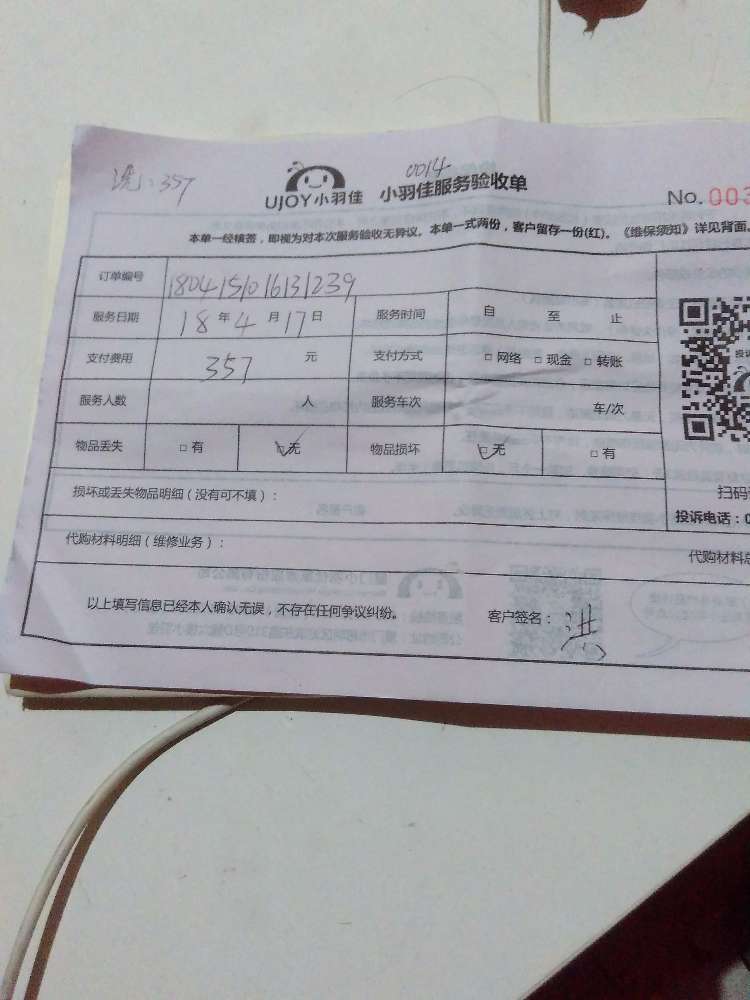 洗：357
0014
UJOY小羽佳 小羽佳服务验收单
No. 003
本单一经核签，即视为对本次服务验收无异议。本单一式两份，客户留存一份(红)。《维保须知》详见背面。
订单编号 180415101631239
服务日期 18 年 4 月 17 日 服务时间 自 至 止
支付费用 357 元 支付方式 □ 网络 □ 现金 □ 转账
服务人数 人 服务车次 车/次
物品丢失 □ 有 ☑ 无 物品损坏 ☑ 无 □ 有
损坏或丢失物品明细（没有可不填）：
扫码
投诉电话：0
代购材料明细（维修业务）：
代购材料总
以上填写信息已经本人确认无误，不存在任何争议纠纷。 客户签名：洪